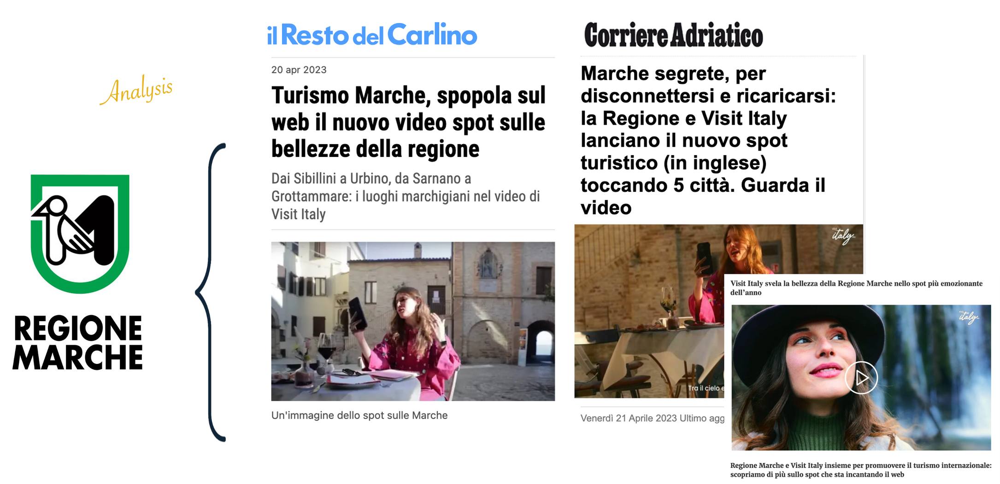 Analysis
REGIONE
MARCHE
il Resto del Carlino
20 apr 2023
Turismo Marche, spopola sul
web il nuovo video spot sulle
bellezze della regione
Dai Sibillini a Urbino, da Sarnano a
Grottammare: i luoghi marchigiani nel video di
Visit Italy
Un'immagine dello spot sulle Marche
Corriere Adriatico
Marche segrete, per
disconnettersi e ricaricarsi:
la Regione e Visit Italy
lanciano il nuovo spot
turistico (in inglese)
toccando 5 città. Guarda il
video
visit
italy
Tra il cielo e
Venerdì 21 Aprile 2023 Ultimo agg
Visit Italy svela la bellezza della Regione Marche nello spot più emozionante
dell’anno
visit
italy
Regione Marche e Visit Italy insieme per promuovere il turismo internazionale:
scopriamo di più sullo spot che sta incantando il web